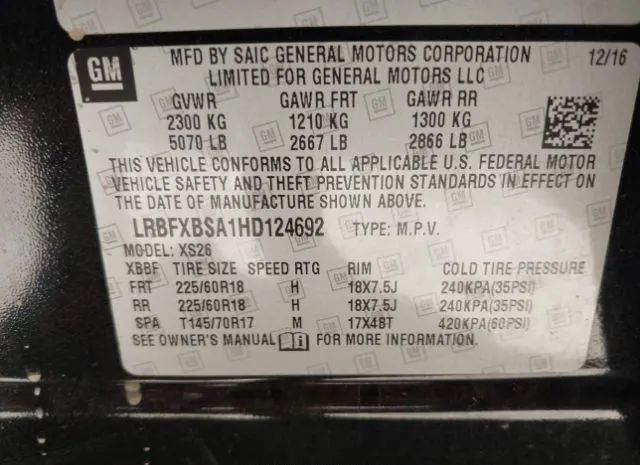 GM
MFD BY SAIC GENERAL MOTORS CORPORATION 12/16
LIMITED FOR GENERAL MOTORS LLC
GVWR GAWR FRT GAWR RR
2300 KG 1210 KG 1300 KG
5070 LB 2667 LB 2866 LB
THIS VEHICLE CONFORMS TO ALL APPLICABLE U.S. FEDERAL MOTOR
VEHICLE SAFETY AND THEFT PREVENTION STANDARDS IN EFFECT ON
THE DATE OF MANUFACTURE SHOWN ABOVE.
LRBFXBSA1HD124692 TYPE: M.P.V.
MODEL: XS26
XBBF TIRE SIZE SPEED RTG RIM COLD TIRE PRESSURE
FRT 225/60R18 H 18X7.5J 240KPA(35PSI)
RR 225/60R18 H 18X7.5J 240KPA(35PSI)
SPA T145/70R17 M 17X4BT 420KPA(60PSI)
SEE OWNER'S MANUAL FOR MORE INFORMATION.